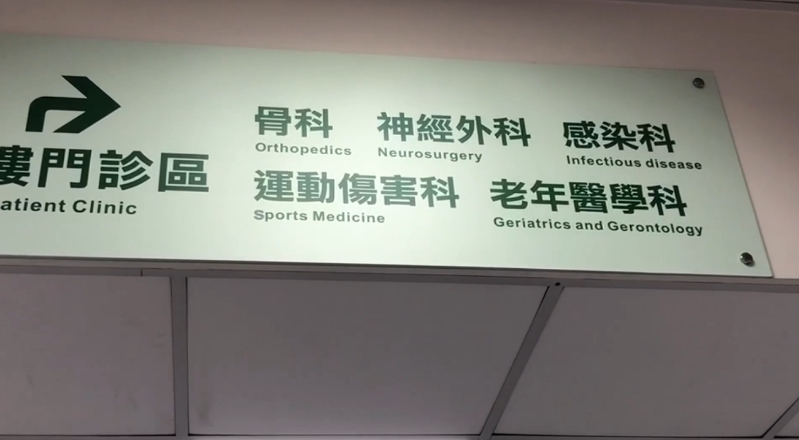 樓門診區
atient Clinic
骨科 神經外科 感染科
Orthopedics Neurosurgery Infectious disease
運動傷害科 老年醫學科
Sports Medicine Geriatrics and Gerontology